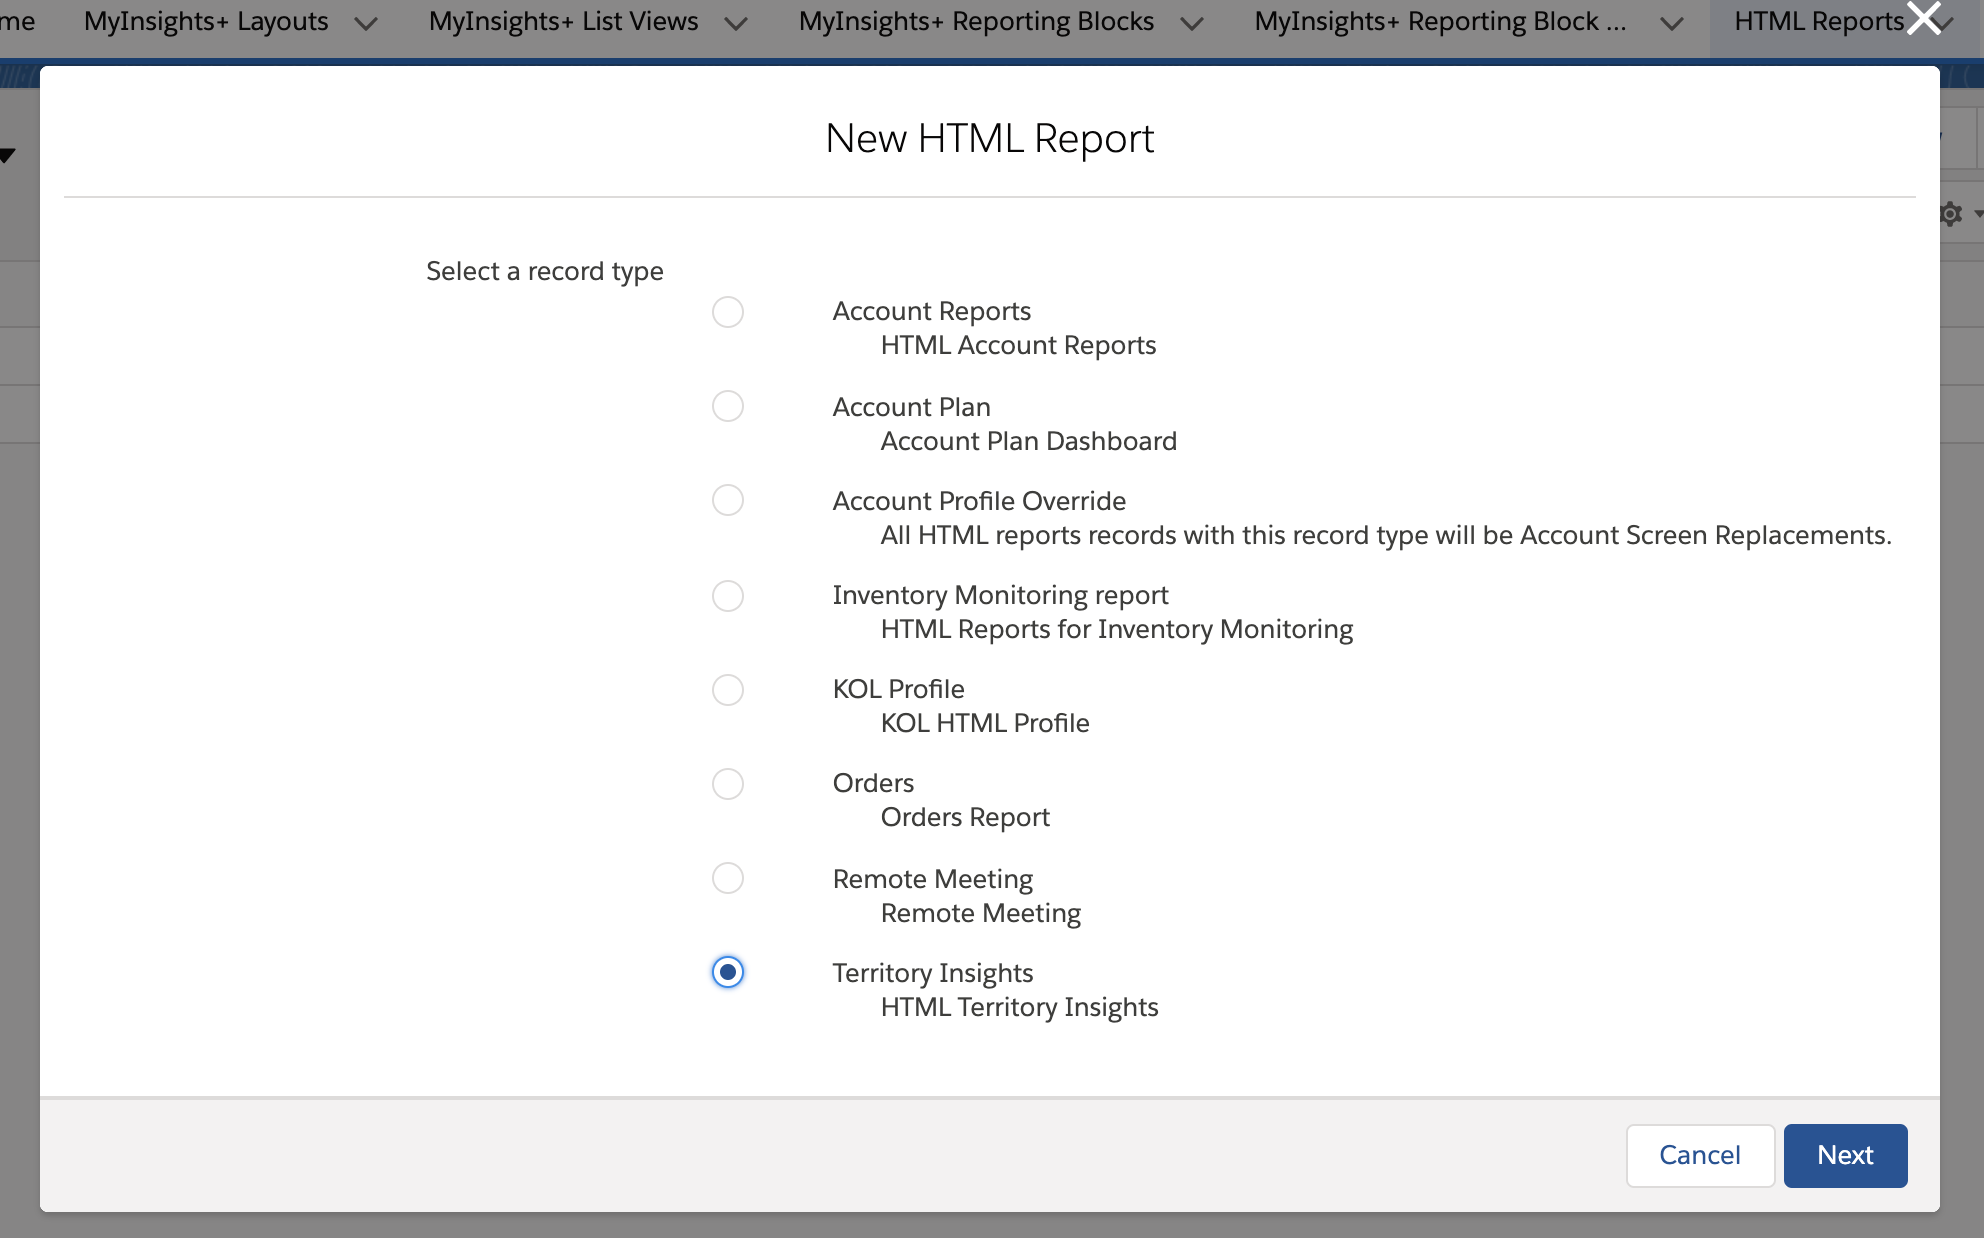 me MyInsights+ Layouts MyInsights+ List Views MyInsights+ Reporting Blocks MyInsights+ Reporting Block ... HTML Reports
New HTML Report
Select a record type
Account Reports
HTML Account Reports
Account Plan
Account Plan Dashboard
Account Profile Override
All HTML reports records with this record type will be Account Screen Replacements.
Inventory Monitoring report
HTML Reports for Inventory Monitoring
KOL Profile
KOL HTML Profile
Orders
Orders Report
Remote Meeting
Remote Meeting
Territory Insights
HTML Territory Insights
Cancel Next